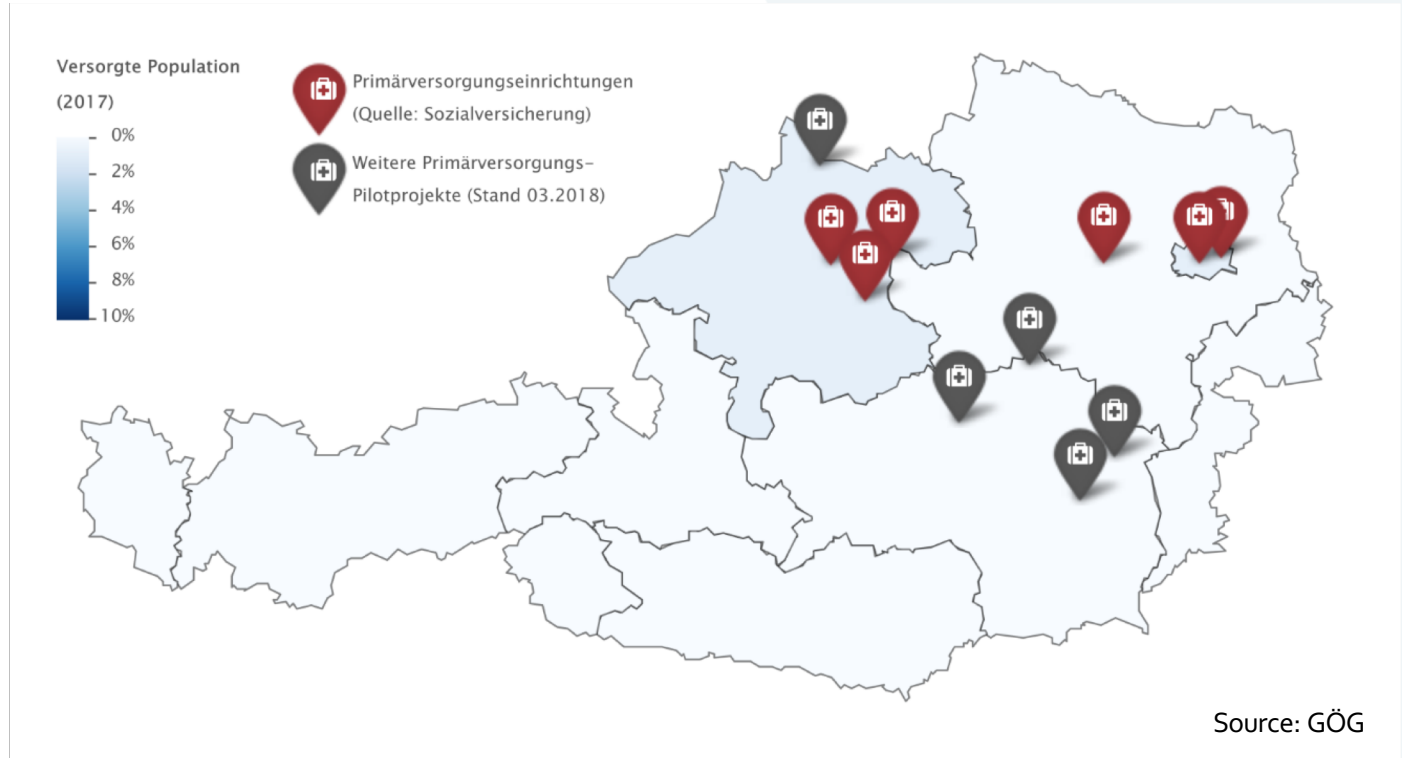 Versorgte Population
(2017)
0%
2%
4%
6%
8%
10%
Primärversorgungseinrichtungen
(Quelle: Sozialversicherung)
Weitere Primärversorgungs-
Pilotprojekte (Stand 03.2018)
Source: GÖG